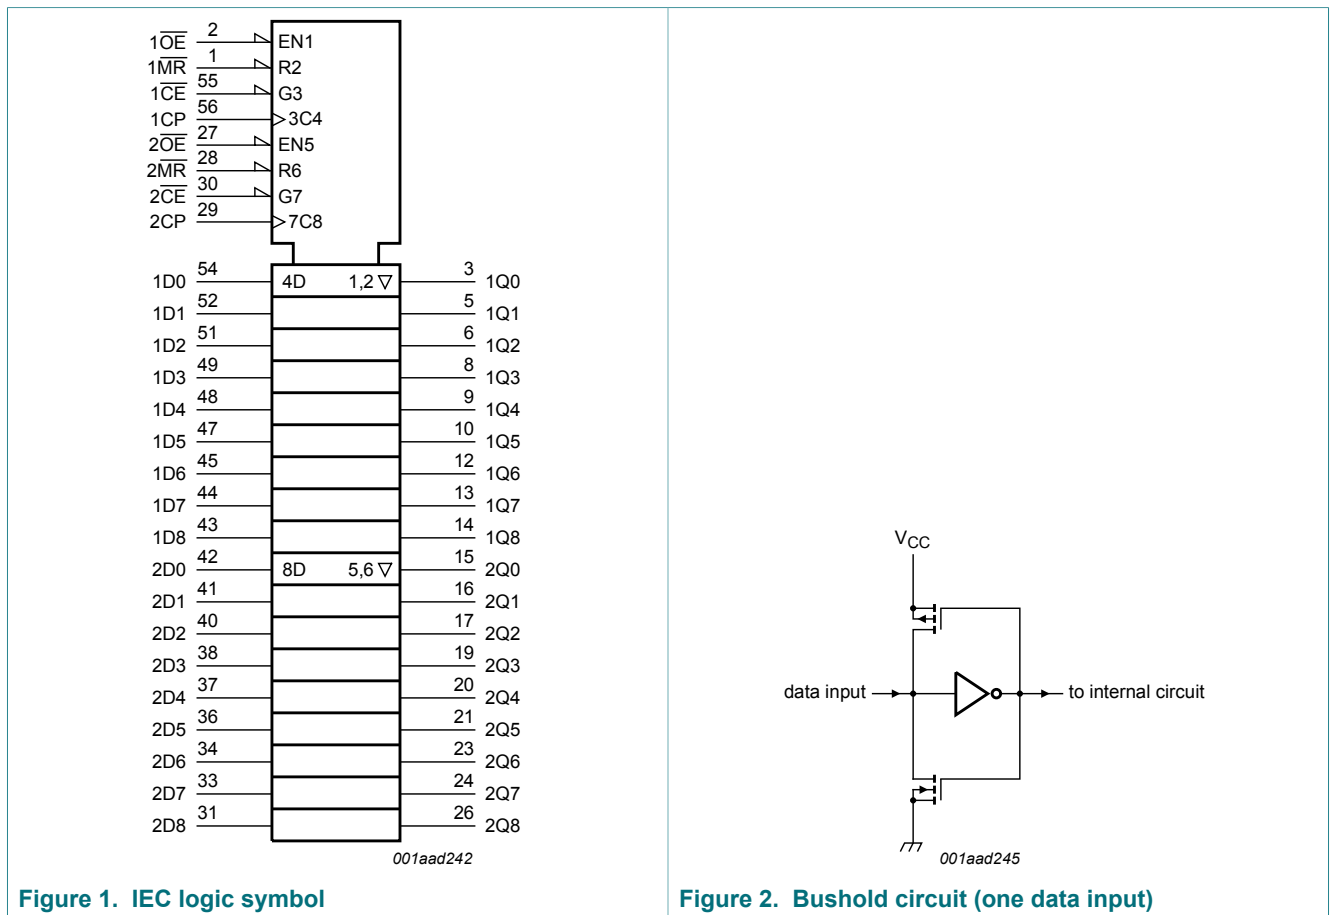 1OE 2 EN1
1MR 1 R2
1CE 55 G3
1CP 56 3C4
2OE 27 EN5
2MR 28 R6
2CE 30 G7
2CP 29 7C8
1D0 54 4D 1,2 ▽ 3 1Q0
1D1 52 5 1Q1
1D2 51 6 1Q2
1D3 49 8 1Q3
1D4 48 9 1Q4
1D5 47 10 1Q5
1D6 45 12 1Q6
1D7 44 13 1Q7
1D8 43 14 1Q8
2D0 42 8D 5,6 ▽ 15 2Q0
2D1 41 16 2Q1
2D2 40 17 2Q2
2D3 38 19 2Q3
2D4 37 20 2Q4
2D5 36 21 2Q5
2D6 34 23 2Q6
2D7 33 24 2Q7
2D8 31 26 2Q8
001aad242
Figure 1. IEC logic symbol
VCC
data input
to internal circuit
001aad245
Figure 2. Bushold circuit (one data input)